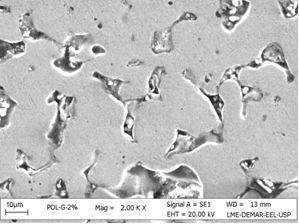 10µm
POL-G-2%
Mag = 2.00 K X
Signal A = SE1
EHT = 20.00 kV
WD = 13 mm
LME-DEMAR-EEL-USP